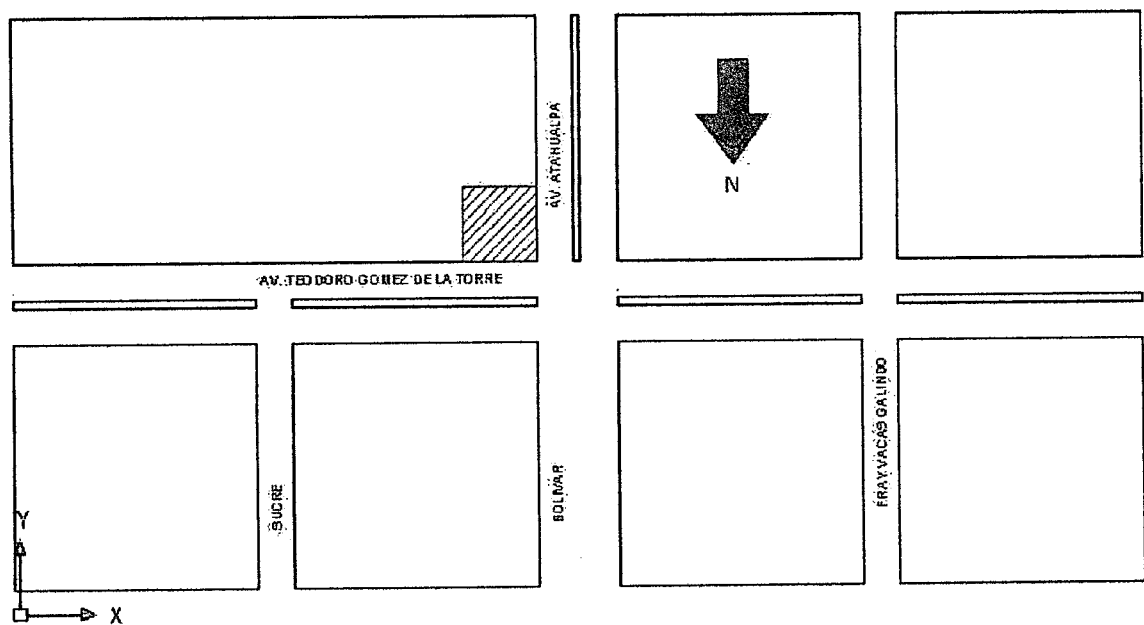 AV. ATAHUALPA
N
AV. TEODORO GOMEZ DE LA TORRE
SUCRE
BOLIVAR
FRAY VACAS GALINDO
Y
X